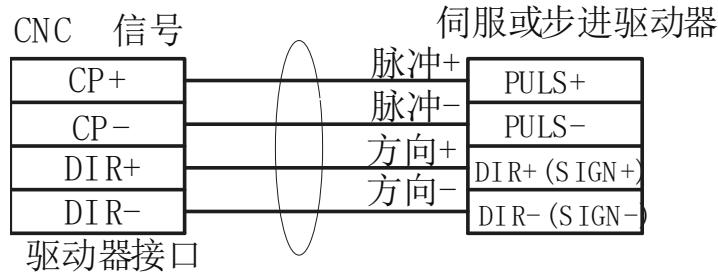 CNC 信号
伺服或步进驱动器
CP+ 脉冲+ PULS+
CP- 脉冲- PULS-
DIR+ 方向+ DIR+(SIGN+)
DIR- 方向- DIR-(SIGN-)
驱动器接口